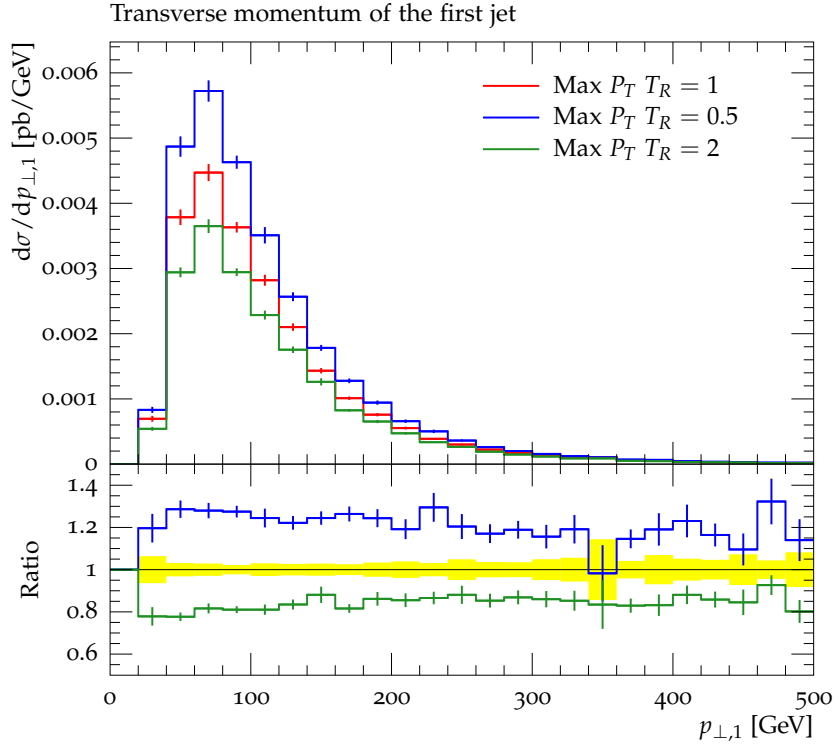 Transverse momentum of the first jet
dσ/dp⊥,1 [pb/GeV]
0.006
0.005
0.004
0.003
0.002
0.001
0
Max P_T T_R = 1
Max P_T T_R = 0.5
Max P_T T_R = 2
Ratio
1.4
1.2
1
0.8
0.6
0 100 200 300 400 500
p⊥,1 [GeV]